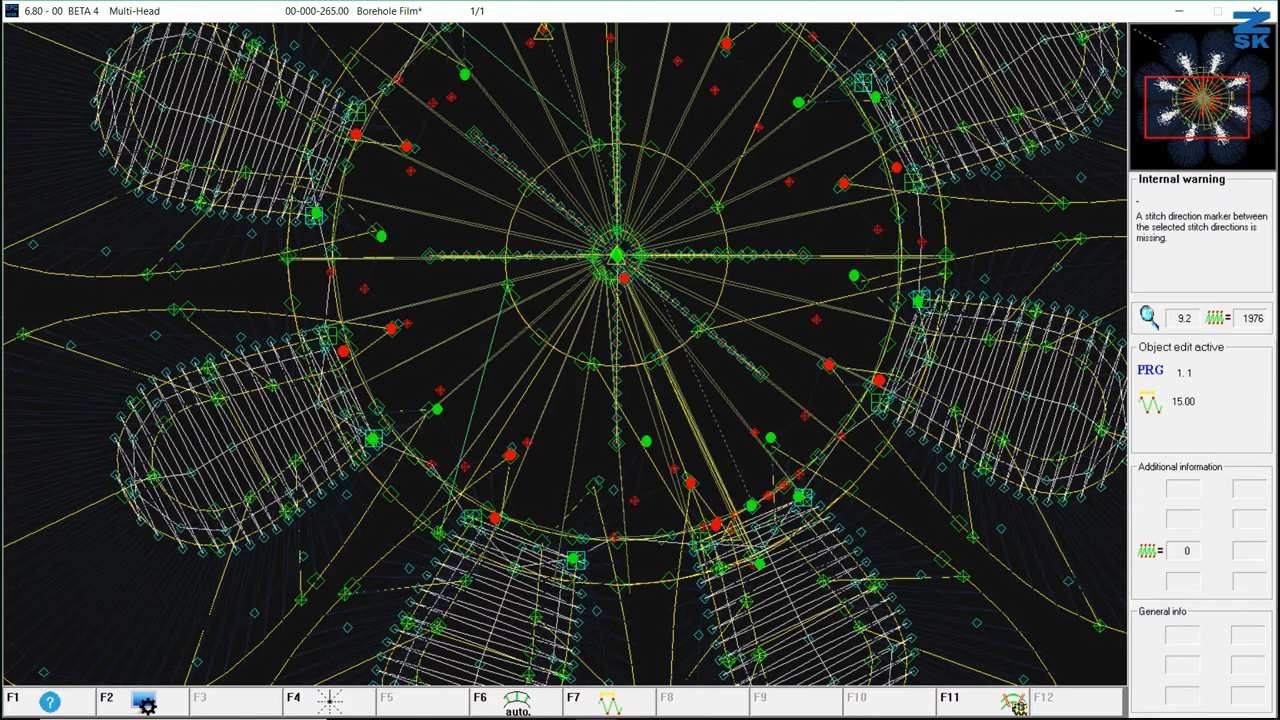 6.80 - 00 BETA 4 Multi-Head 00-000-265.00 Borehole Film* 1/1
ZSK
Internal warning
-
A stitch direction marker between
the selected stitch directions is
missing.
9.2 = 1976
Object edit active
PRG 1. 1
15.00
Additional information
= 0
General info
F1 ? F2 F3 F4 F5 F6 auto. F7 F8 F9 F10 F11 F12